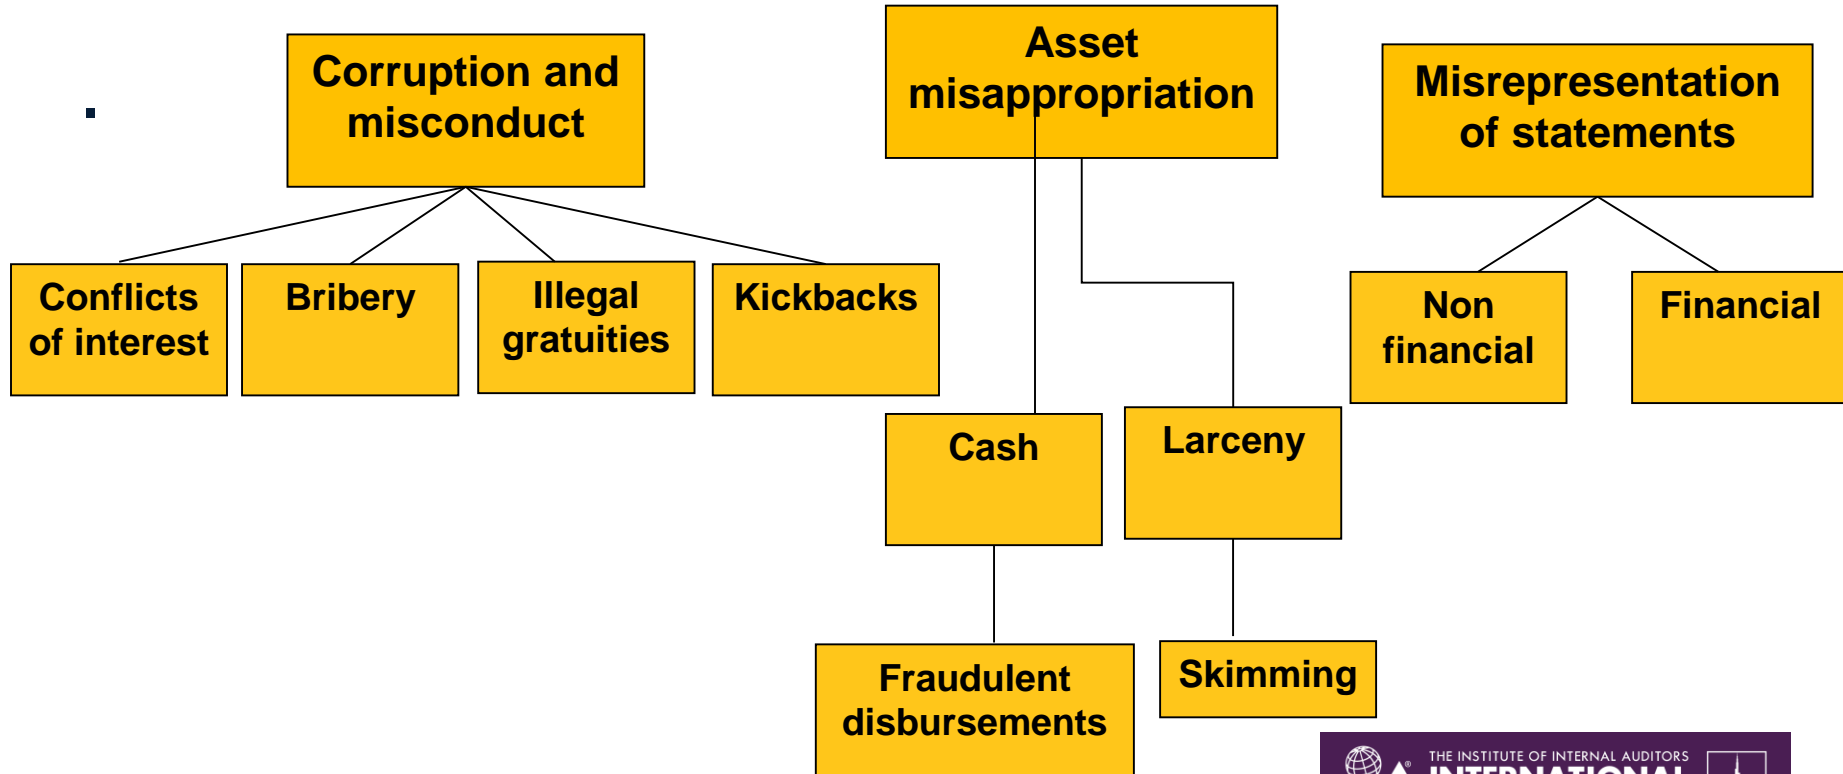 Corruption and
misconduct
Asset
misappropriation
Misrepresentation
of statements
Conflicts
of interest
Bribery
Illegal
gratuities
Kickbacks
Non
financial
Financial
Cash
Larceny
Fraudulent
disbursements
Skimming
THE INSTITUTE OF INTERNAL AUDITORS
INTERNATIONAL